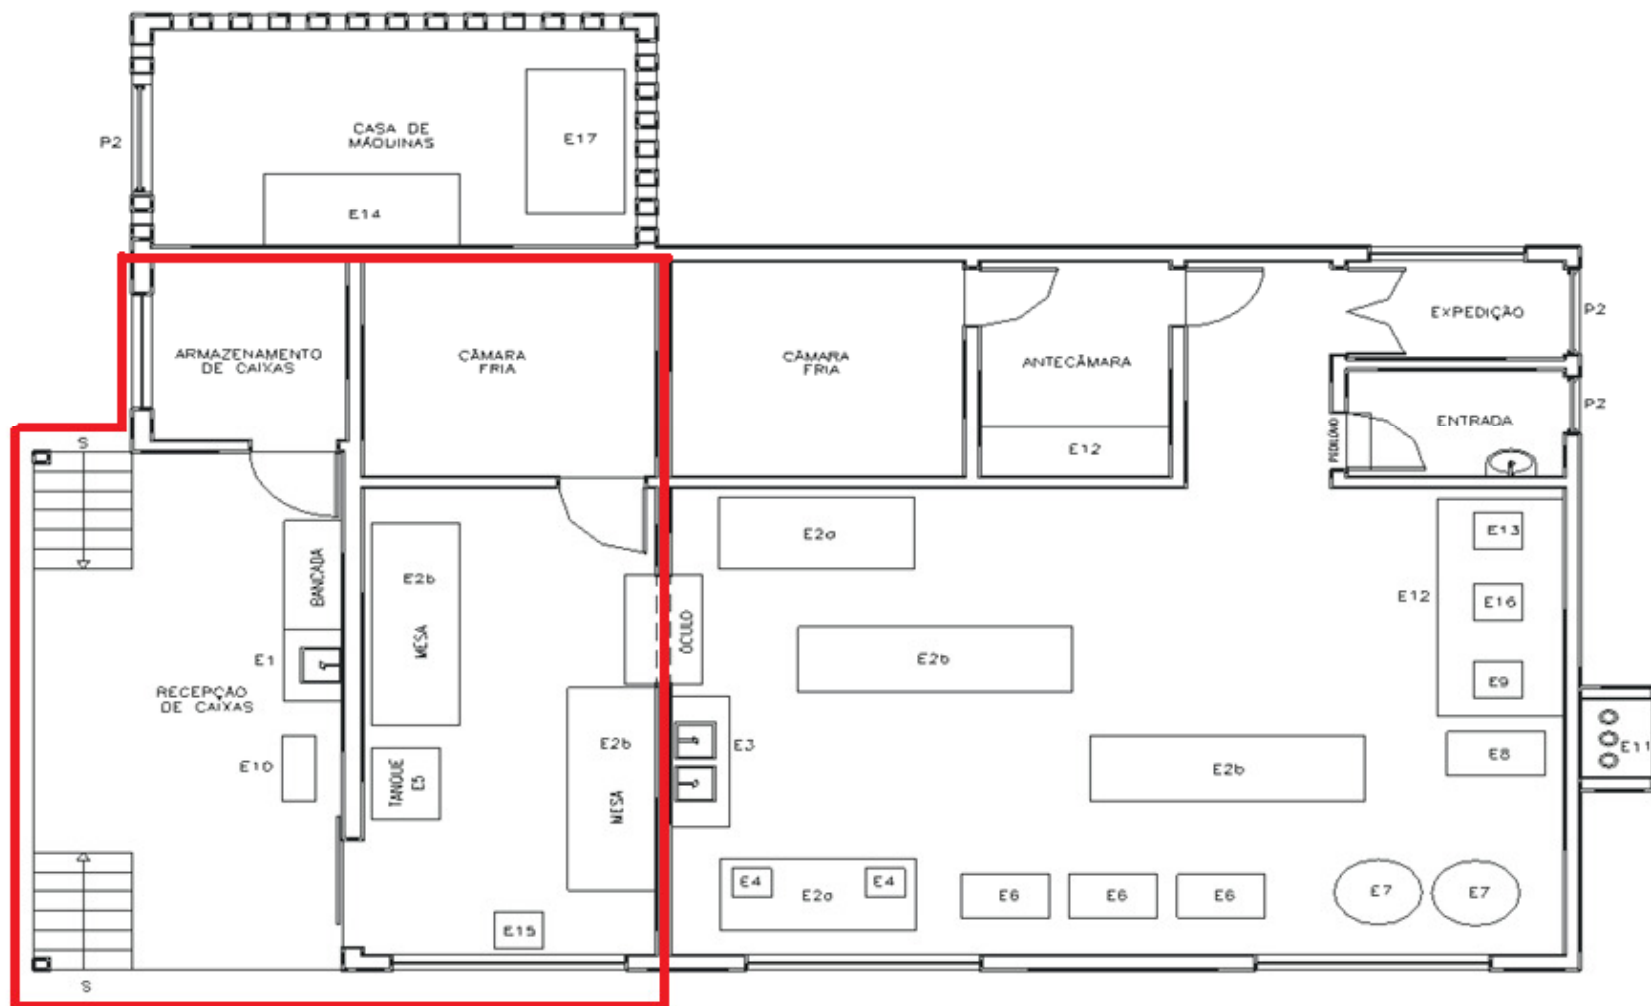 P2
CASA DE
MÁQUINAS
E17
E14
ARMAZENAMENTO
DE CAIXAS
CÂMARA
FRIA
CÂMARA
FRIA
ANTECÂMARA
E12
EXPEDIÇÃO
P2
ENTRADA
P2
PEDILÚVIO
S
BANCADA
E1
RECEPÇÃO
DE CAIXAS
E10
S
E2b
MESA
TANQUE
E5
E2b
MESA
E15
ÓCULO
E3
E2a
E2b
E2b
E4
E2a
E4
E6
E6
E6
E7
E7
E12
E13
E16
E9
E8
E11